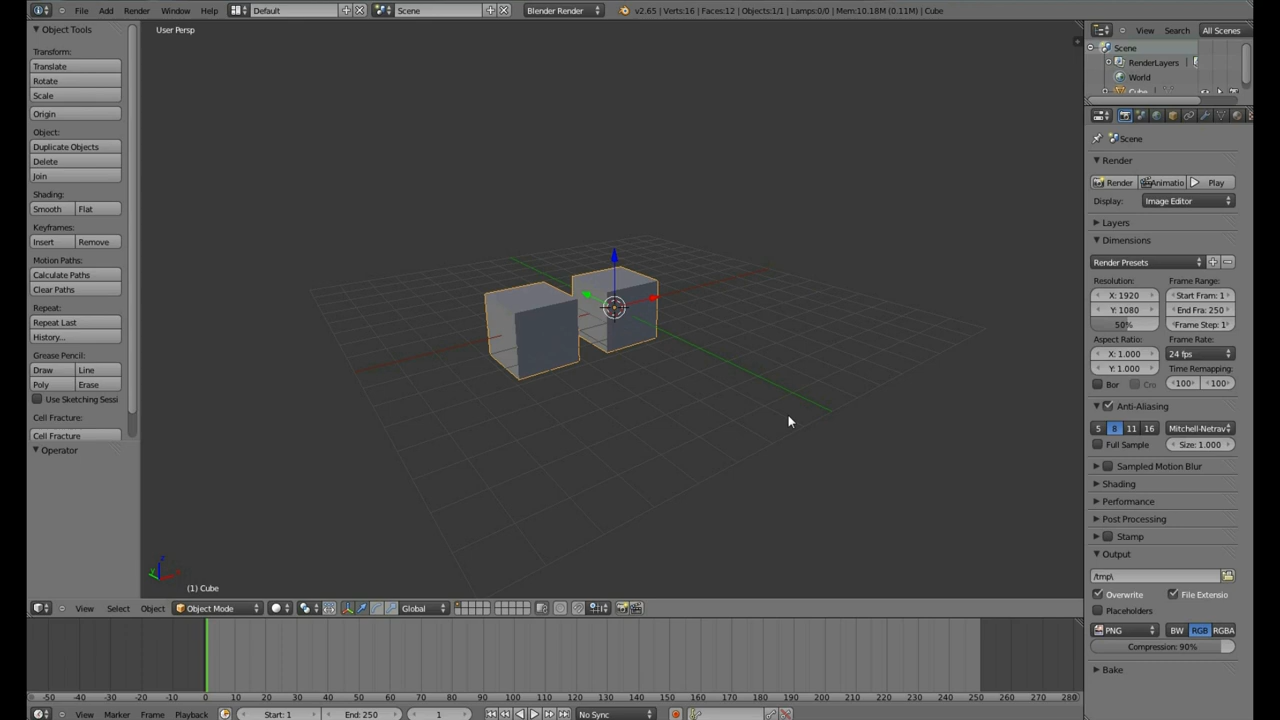 File Add Render Window Help Default Scene Blender Render v2.65 | Verts:16 | Faces:12 | Objects:1/1 | Lamps:0/0 | Mem:10.18M (0.11M) | Cube
Object Tools
Transform:
Translate
Rotate
Scale
Origin
Object:
Duplicate Objects
Delete
Join
Shading:
Smooth Flat
Keyframes:
Insert Remove
Motion Paths:
Calculate Paths
Clear Paths
Repeat:
Repeat Last
History...
Grease Pencil:
Draw Line
Poly Erase
Use Sketching Sessi
Cell Fracture:
Cell Fracture
Operator
User Persp
(1) Cube
View Select Object Object Mode Global
View Search All Scenes
Scene
RenderLayers
World
Cube
Scene
Render
Render Animatio Play
Display: Image Editor
Layers
Dimensions
Render Presets
Resolution: Frame Range:
X: 1920 Start Fram: 1
Y: 1080 End Fra: 250
50% Frame Step: 1
Aspect Ratio: Frame Rate:
X: 1.000 24 fps
Y: 1.000 Time Remapping:
Bor Cro 100 100
Anti-Aliasing
5 8 11 16 Mitchell-Netrav
Full Sample Size: 1.000
Sampled Motion Blur
Shading
Performance
Post Processing
Stamp
Output
/tmp\
Overwrite File Extensio
Placeholders
PNG BW RGB RGBA
Compression: 90%
Bake
-50 -40 -30 -20 -10 0 10 20 30 40 50 60 70 80 90 100 110 120 130 140 150 160 170 180 190 200 210 220 230 240 250 260 270 280
View Marker Frame Playback Start: 1 End: 250 1 No Sync